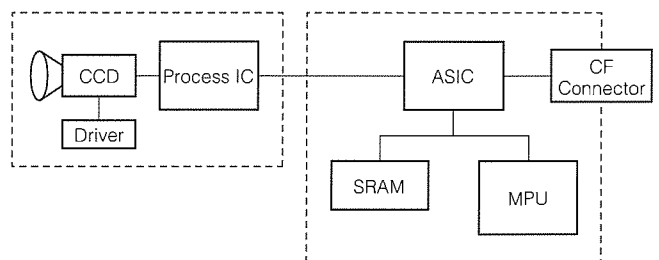 CCD
Process IC
ASIC
CF
Connector
Driver
SRAM
MPU